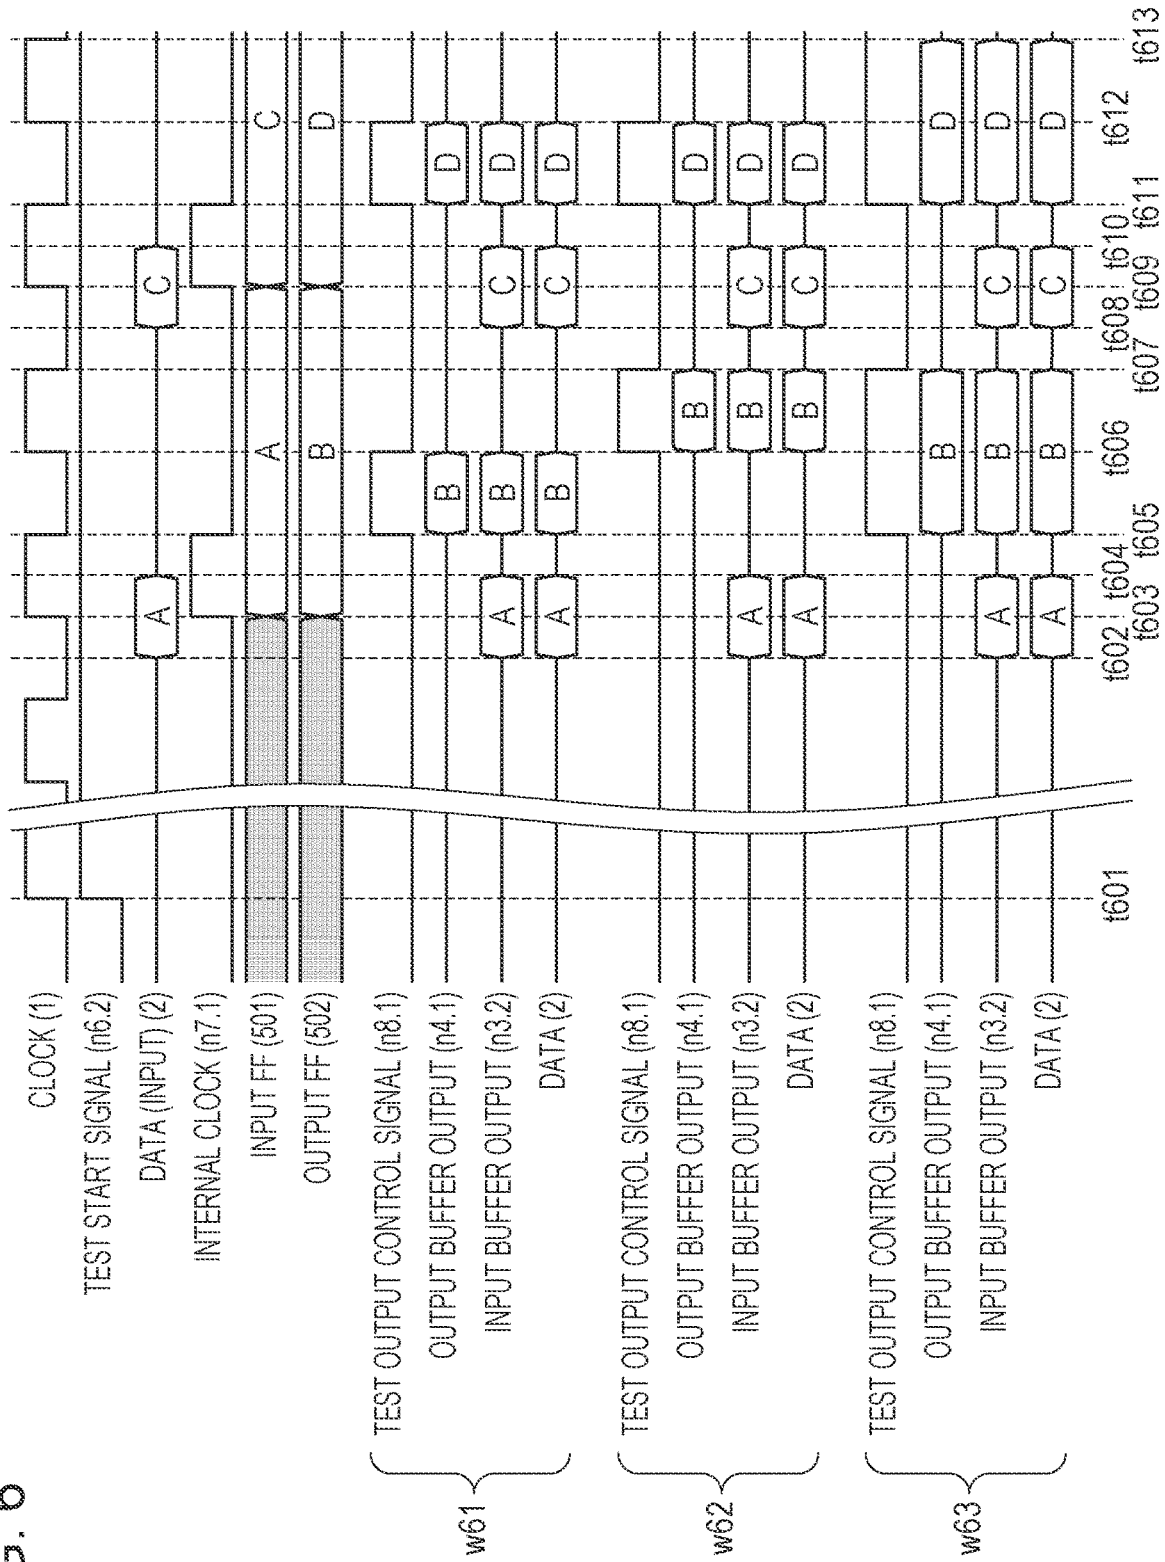 6
CLOCK (1)
TEST START SIGNAL (n6.2)
DATA (INPUT) (2) A C
INTERNAL CLOCK (n7.1)
INPUT FF (501) A C
OUTPUT FF (502) B D
w61
TEST OUTPUT CONTROL SIGNAL (n8.1)
OUTPUT BUFFER OUTPUT (n4.1) B D
INPUT BUFFER OUTPUT (n3.2) A B C D
DATA (2) A B C D
w62
TEST OUTPUT CONTROL SIGNAL (n8.1)
OUTPUT BUFFER OUTPUT (n4.1) B D
INPUT BUFFER OUTPUT (n3.2) A B C D
DATA (2) A B C D
w63
TEST OUTPUT CONTROL SIGNAL (n8.1)
OUTPUT BUFFER OUTPUT (n4.1) B D
INPUT BUFFER OUTPUT (n3.2) A B C D
DATA (2) A B C D
t601 t602 t604 t606 t608 t610 t612
t603 t605 t607 t609 t611 t613